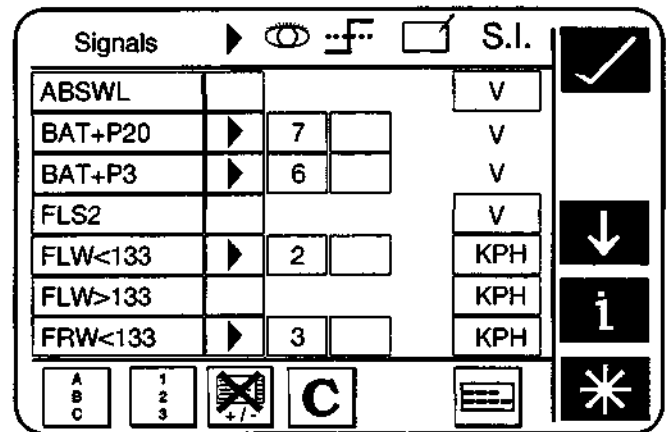 Signals S.I.
ABSWL V
BAT+P20 7 V
BAT+P3 6 V
FLS2 V
FLW<133 2 KPH
FLW>133 KPH
FRW<133 3 KPH
i
A
B
C
1
2
3
+/-
C